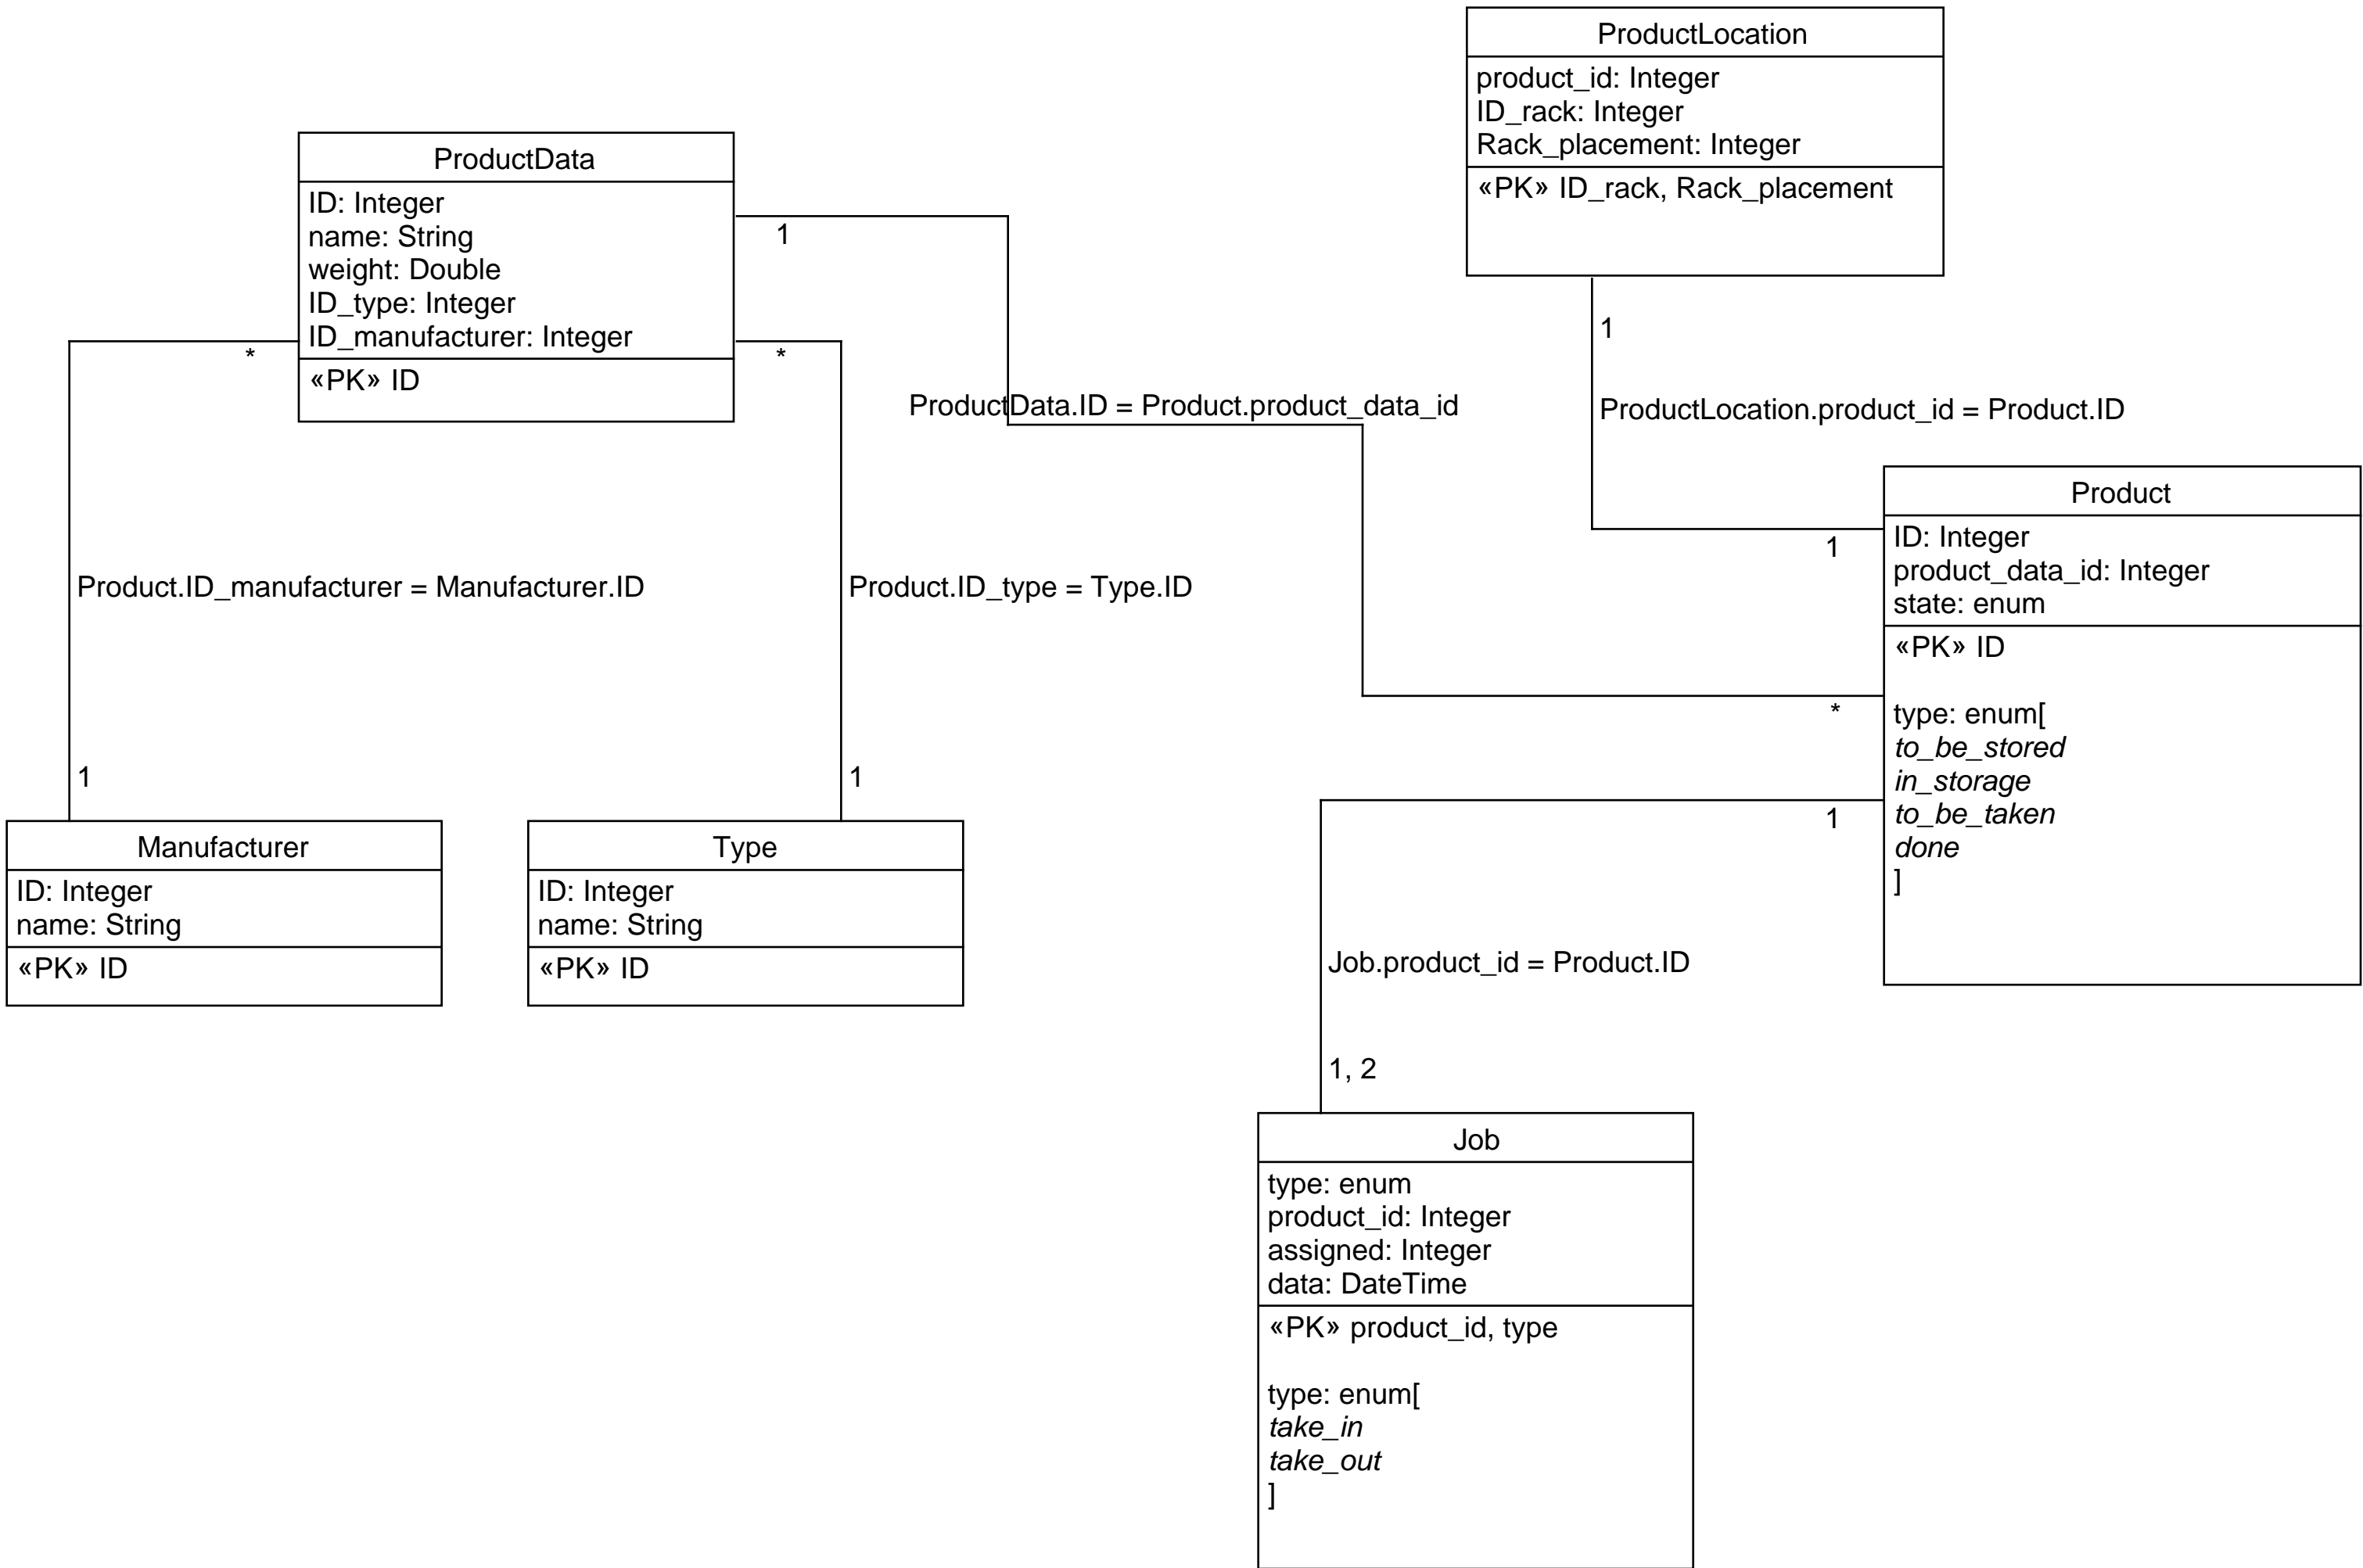 ProductLocation
product_id: Integer
ID_rack: Integer
Rack_placement: Integer
«PK» ID_rack, Rack_placement
ProductData
ID: Integer
name: String
weight: Double
ID_type: Integer
ID_manufacturer: Integer
«PK» ID
1
*
*
1
ProductData.ID = Product.product_data_id
ProductLocation.product_id = Product.ID
1
Product
ID: Integer
product_data_id: Integer
state: enum
«PK» ID
type: enum[
to_be_stored
in_storage
to_be_taken
done
]
Product.ID_manufacturer = Manufacturer.ID
Product.ID_type = Type.ID
*
1
1
1
Manufacturer
ID: Integer
name: String
«PK» ID
Type
ID: Integer
name: String
«PK» ID
Job.product_id = Product.ID
1, 2
Job
type: enum
product_id: Integer
assigned: Integer
data: DateTime
«PK» product_id, type
type: enum[
take_in
take_out
]